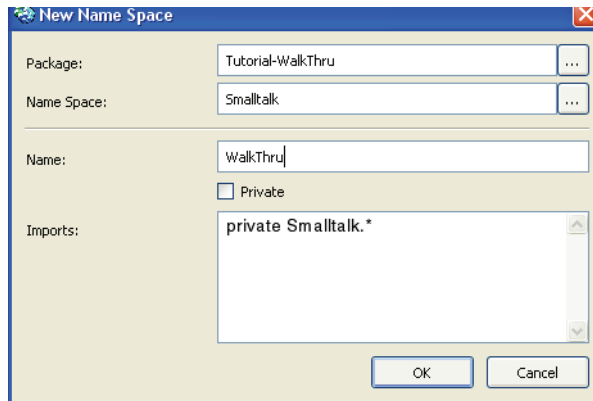 New Name Space
Package: Tutorial-WalkThru ...
Name Space: Smalltalk ...
Name: WalkThru
Private
Imports: private Smalltalk.*
OK Cancel